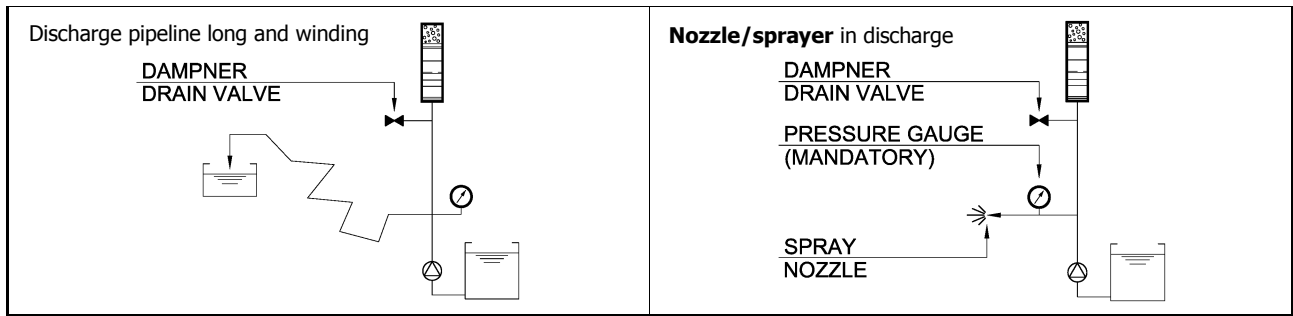 Discharge pipeline long and winding
DAMPNER
DRAIN VALVE
Nozzle/sprayer in discharge
DAMPNER
DRAIN VALVE
PRESSURE GAUGE
(MANDATORY)
SPRAY
NOZZLE